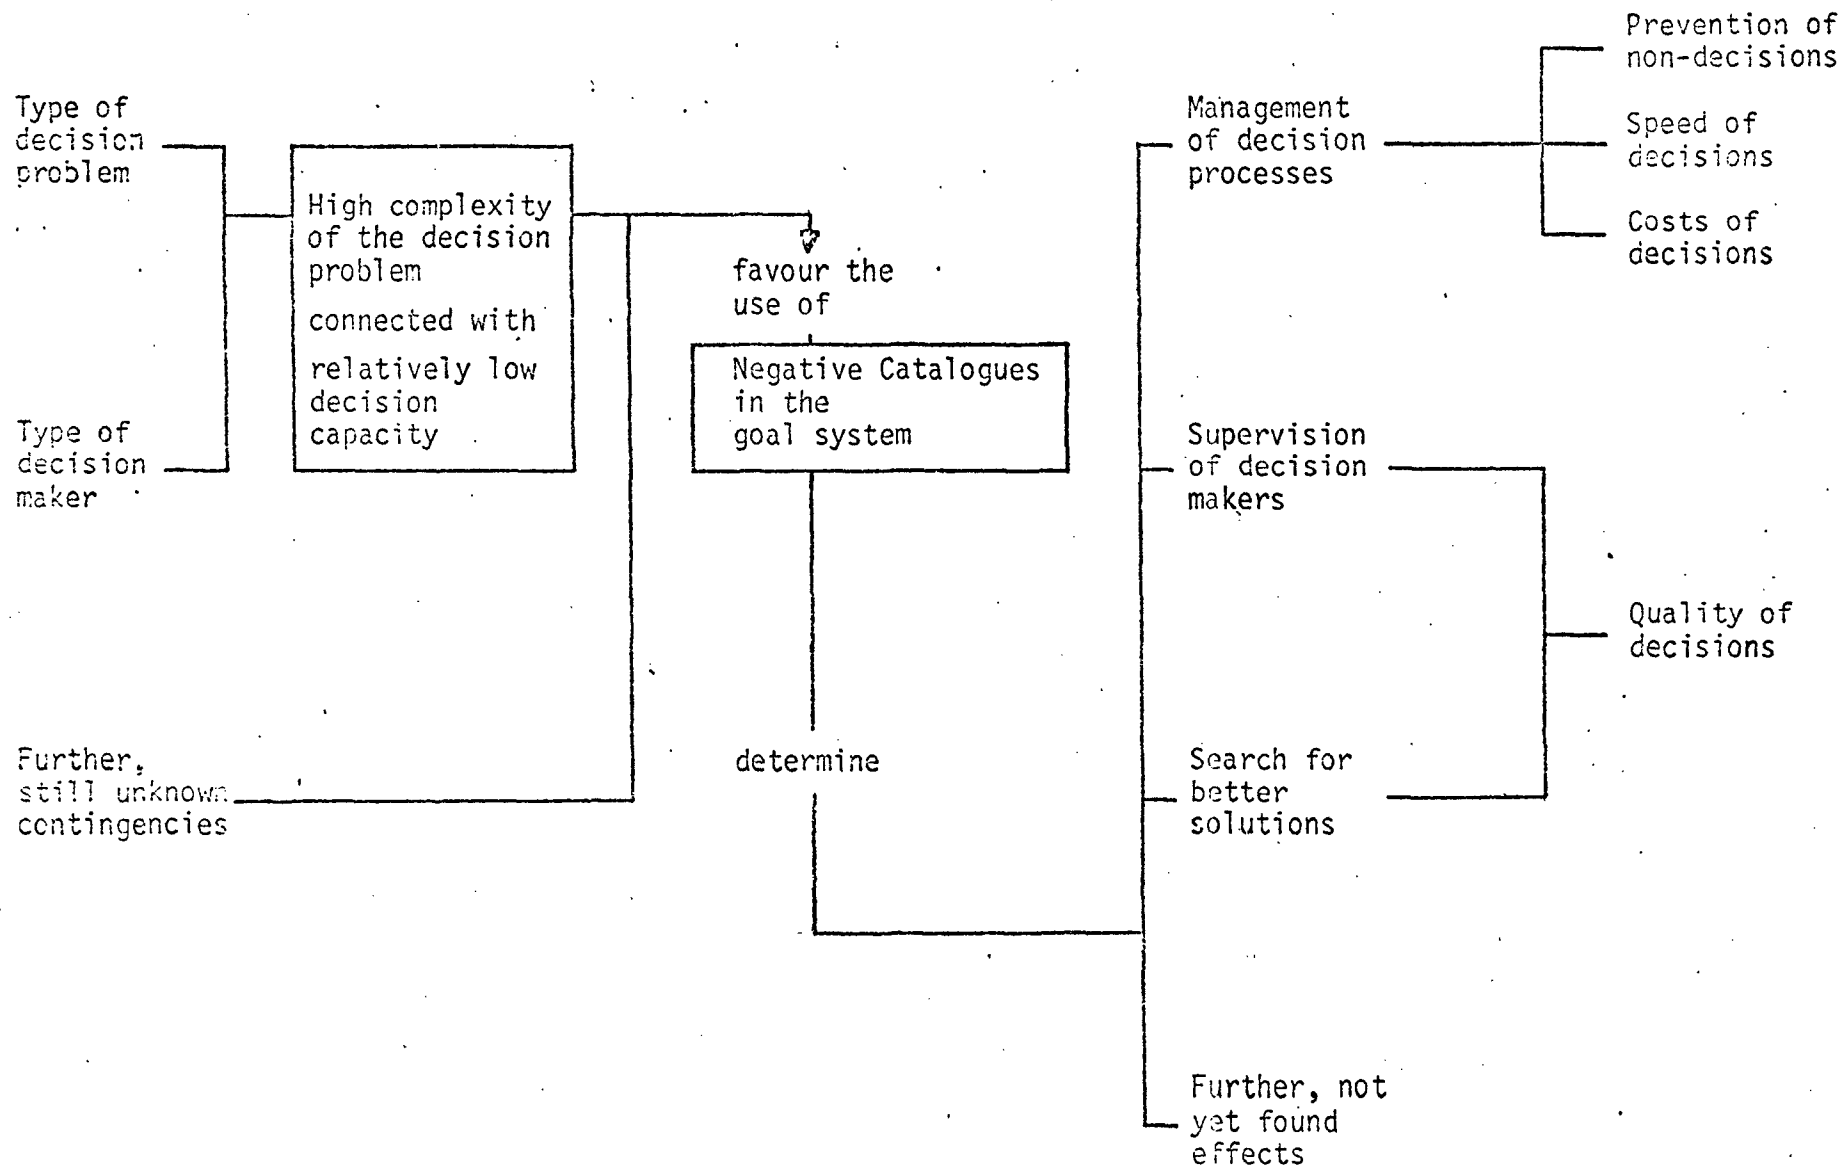 Type of
decision
problem
Type of
decision
maker
Further,
still unknown
contingencies
High complexity
of the decision
problem
connected with
relatively low
decision
capacity
favour the
use of
Negative Catalogues
in the
goal system
determine
Management
of decision
processes
Supervision
of decision
makers
Search for
better
solutions
Further, not
yet found
effects
Prevention of
non-decisions
Speed of
decisions
Costs of
decisions
Quality of
decisions